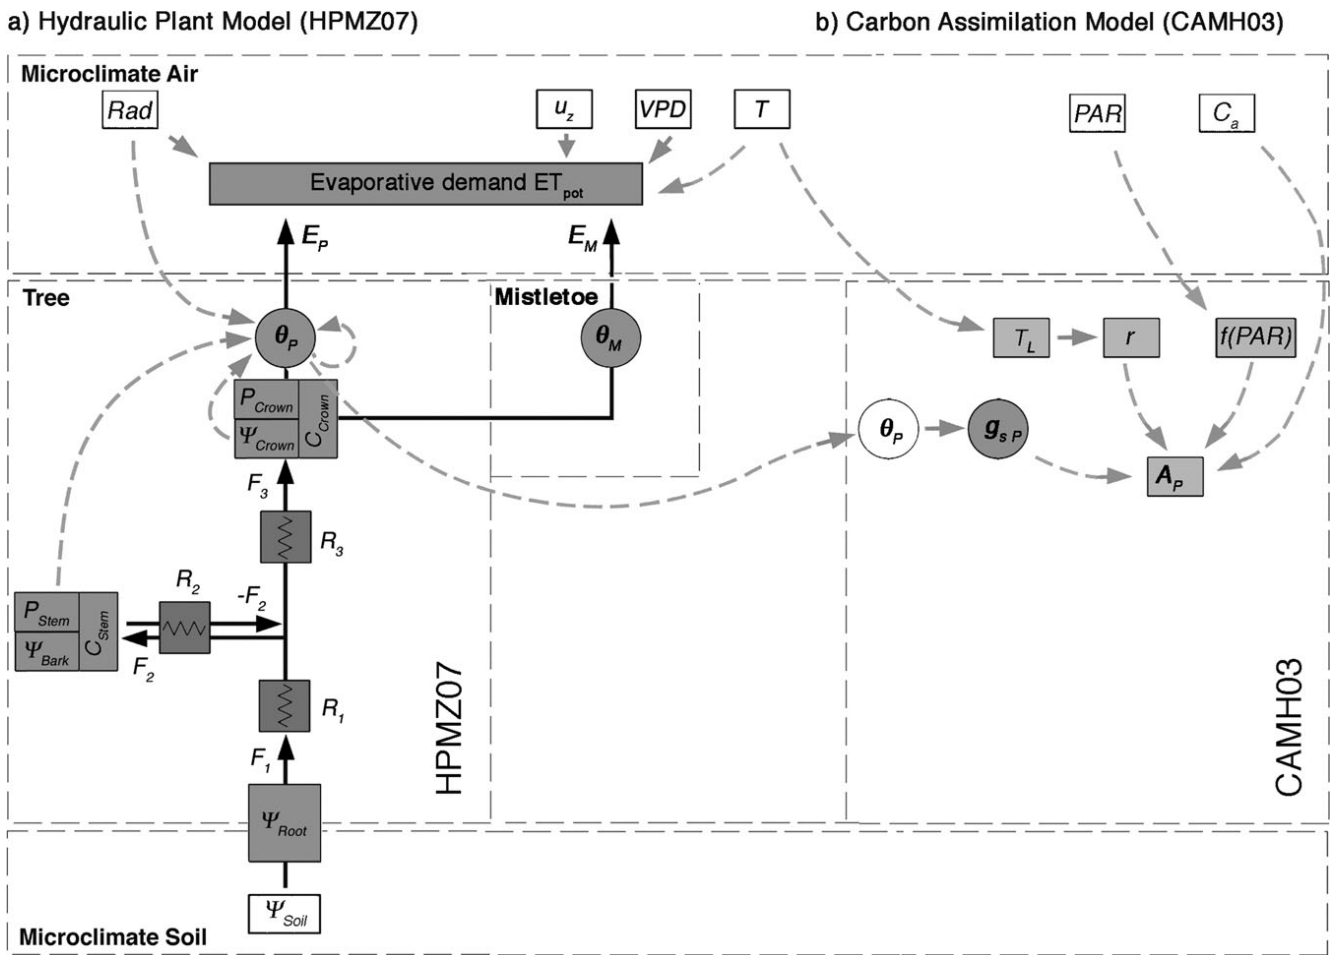 a) Hydraulic Plant Model (HPMZ07)
b) Carbon Assimilation Model (CAMH03)
Microclimate Air
Rad
u_z
VPD
T
PAR
C_a
Evaporative demand ET_pot
E_P
E_M
Tree
Mistletoe
θ_P
θ_M
T_L
r
f(PAR)
P_Crown
Ψ_Crown
C_Crown
θ_P
g_s P
A_P
F_3
R_3
R_2
-F_2
P_Stem
Ψ_Bark
C_Stem
F_2
R_1
F_1
HPMZ07
CAMH03
Ψ_Root
Ψ_Soil
Microclimate Soil